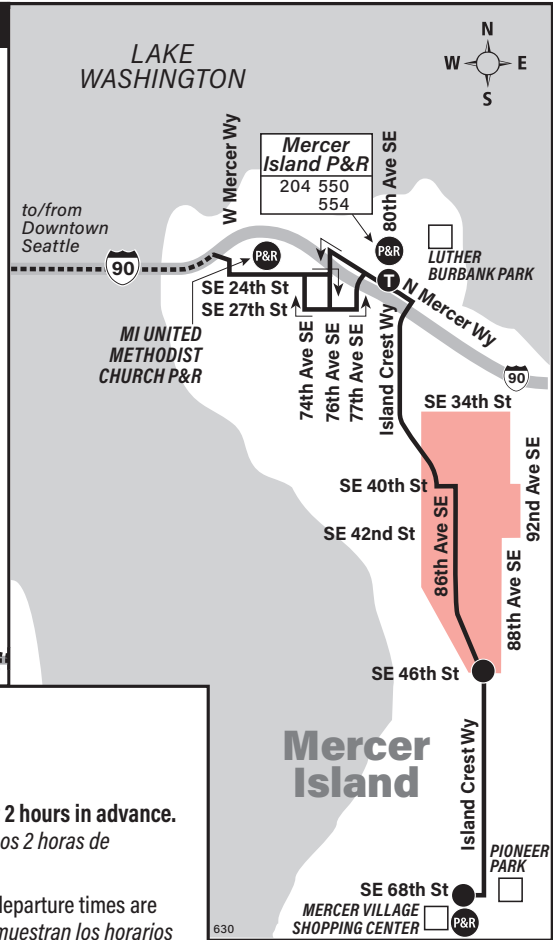 N
W E
S
LAKE
WASHINGTON
W Mercer Wy
Mercer
Island P&R
204 550
554
80th Ave SE
to/from
Downtown
Seattle
90
P&R
P&R
T
LUTHER
BURBANK PARK
N Mercer Wy
SE 24th St
SE 27th St
MI UNITED
METHODIST
CHURCH P&R
74th Ave SE
76th Ave SE
77th Ave SE
Island Crest Wy
90
SE 34th St
SE 40th St
SE 42nd St
86th Ave SE
92nd Ave SE
88th Ave SE
SE 46th St
Mercer
Island
Island Crest Wy
PIONEER
PARK
SE 68th St
MERCER VILLAGE
SHOPPING CENTER
P&R
630
2 hours in advance.
os 2 horas de
departure times are
muestran los horarios